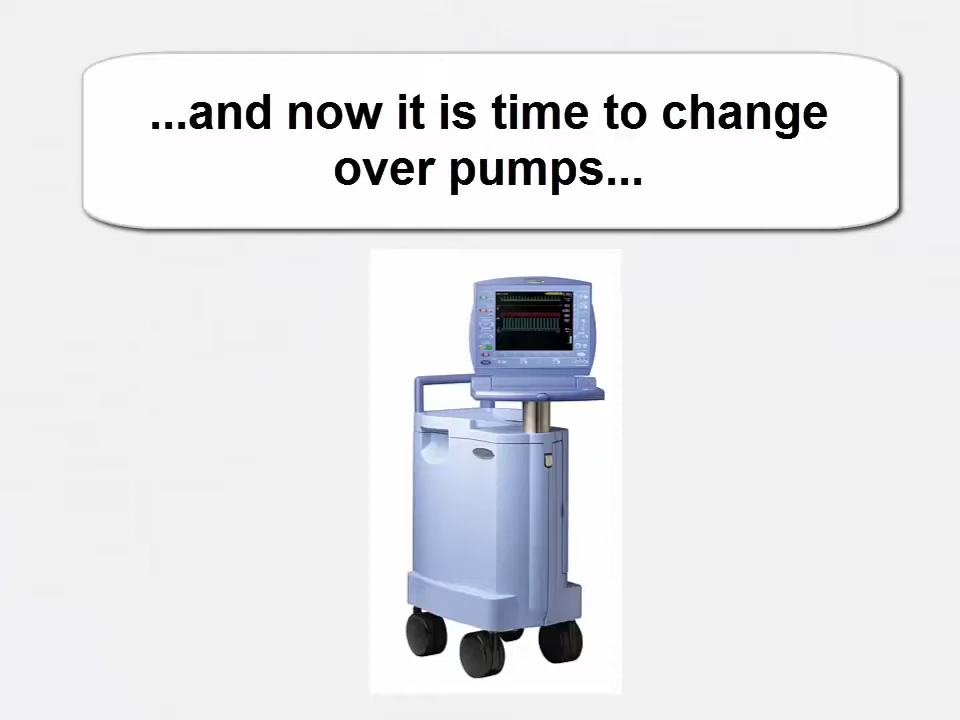 ...and now it is time to change
over pumps...